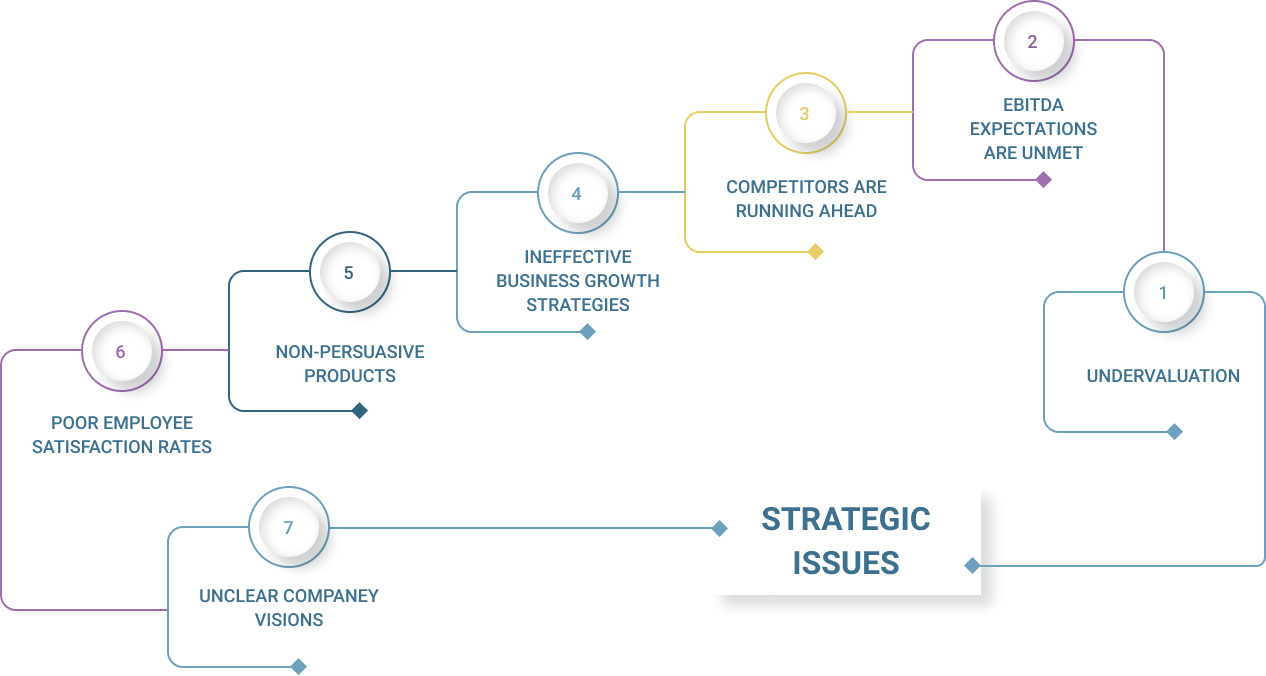 2
EBITDA
EXPECTATIONS
ARE UNMET
3
COMPETITORS ARE
RUNNING AHEAD
4
INEFFECTIVE
BUSINESS GROWTH
STRATEGIES
5
NON-PERSUASIVE
PRODUCTS
1
UNDERVALUATION
6
POOR EMPLOYEE
SATISFACTION RATES
7
UNCLEAR COMPANEY
VISIONS
STRATEGIC
ISSUES